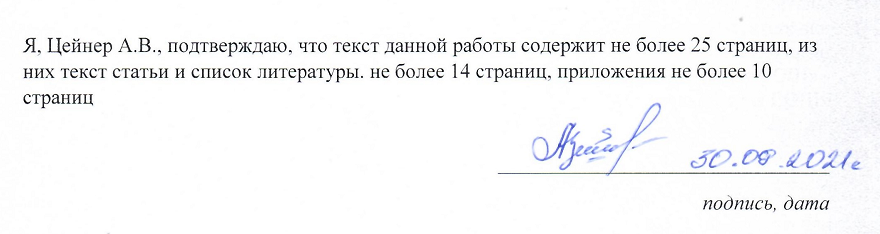 Я, Цейнер А.В., подтверждаю, что текст данной работы содержит не более 25 страниц, из
них текст статьи и список литературы. не более 14 страниц, приложения не более 10
страниц
30.08.2021г
подпись, дата